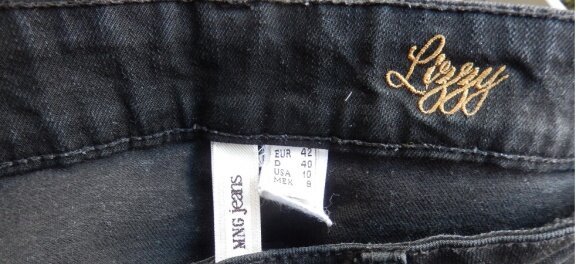 Lizzy
MNG jeans
EUR 42
D 40
USA 10
MEX 8